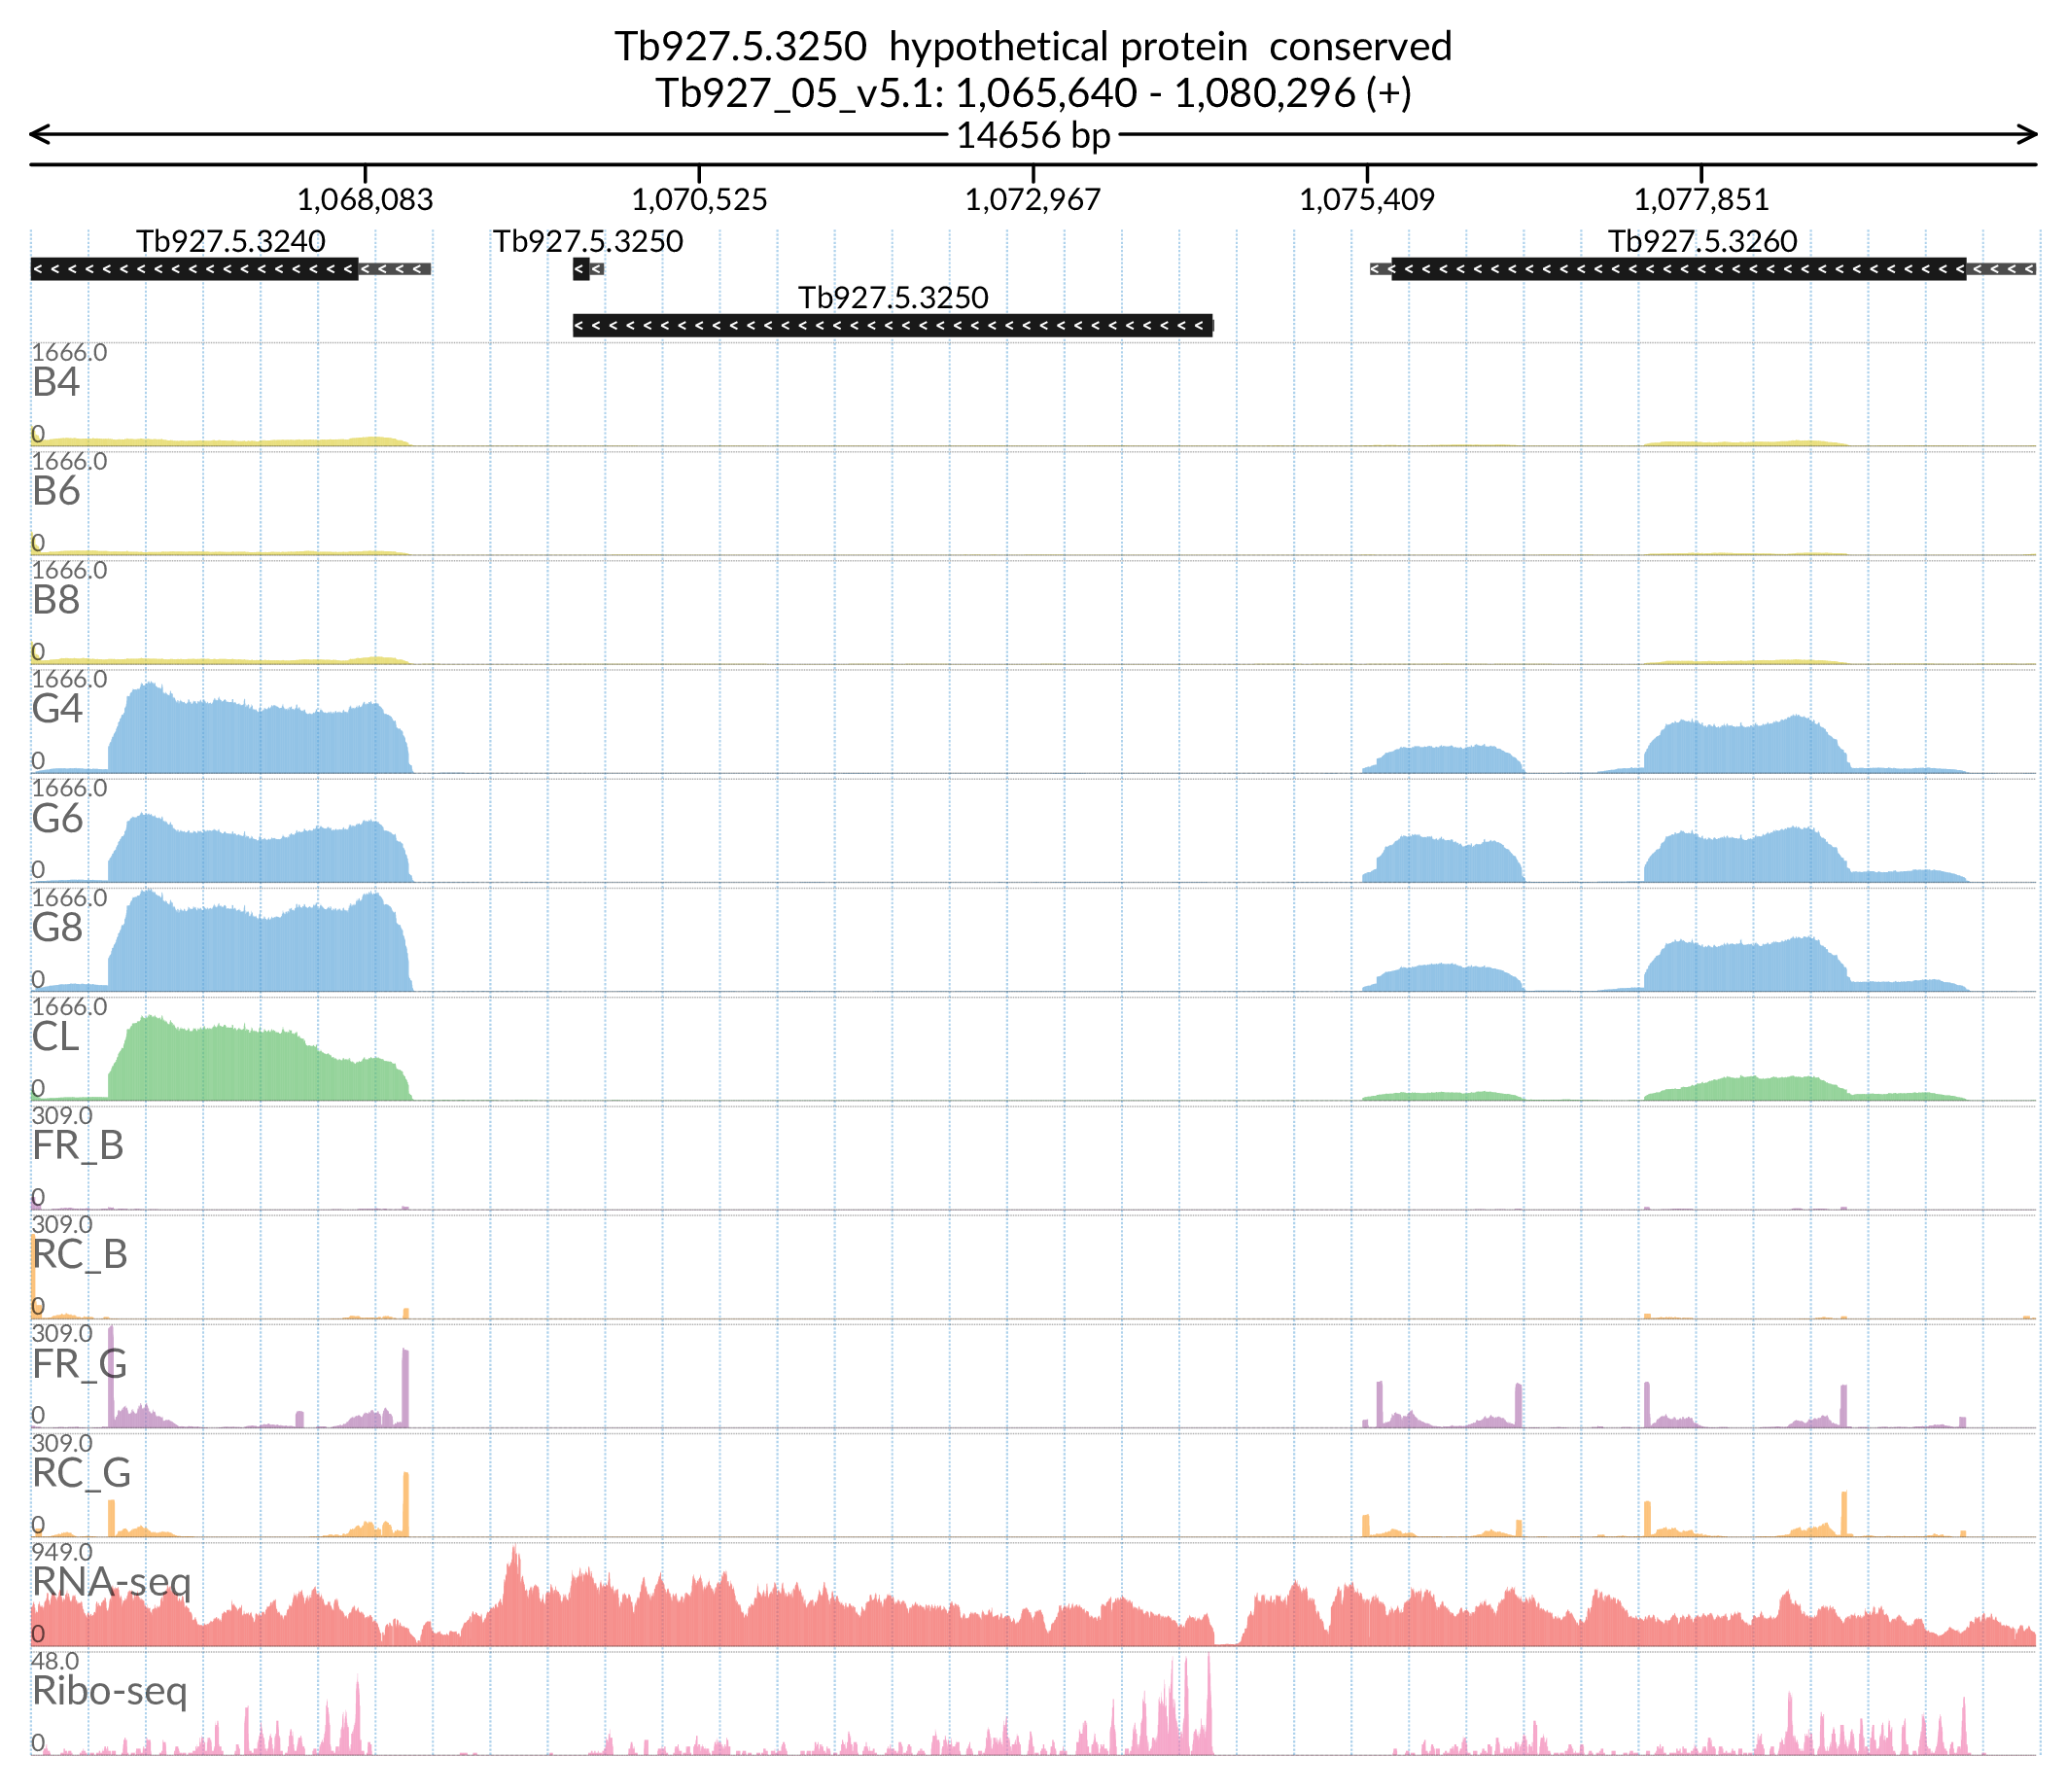 Tb927.5.3250  hypothetical protein  conserved
Tb927_05_v5.1: 1,065,640 - 1,080,296 (+)
14656 bp
1,068,083 1,070,525 1,072,967 1,075,409 1,077,851
Tb927.5.3240 Tb927.5.3250 Tb927.5.3260
Tb927.5.3250
1666.0
B4
0
1666.0
B6
0
1666.0
B8
0
1666.0
G4
0
1666.0
G6
0
1666.0
G8
0
1666.0
CL
0
309.0
FR_B
0
309.0
RC_B
0
309.0
FR_G
0
309.0
RC_G
0
949.0
RNA-seq
0
48.0
Ribo-seq
0